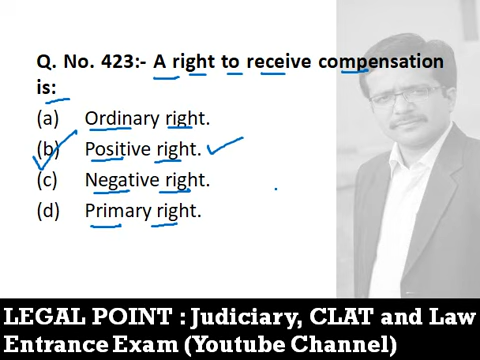 Q. No. 423:- A right to receive compensation
is:
(a) Ordinary right.
(b) Positive right.
(c) Negative right.
(d) Primary right.
LEGAL POINT : Judiciary, CLAT and Law
Entrance Exam (Youtube Channel)